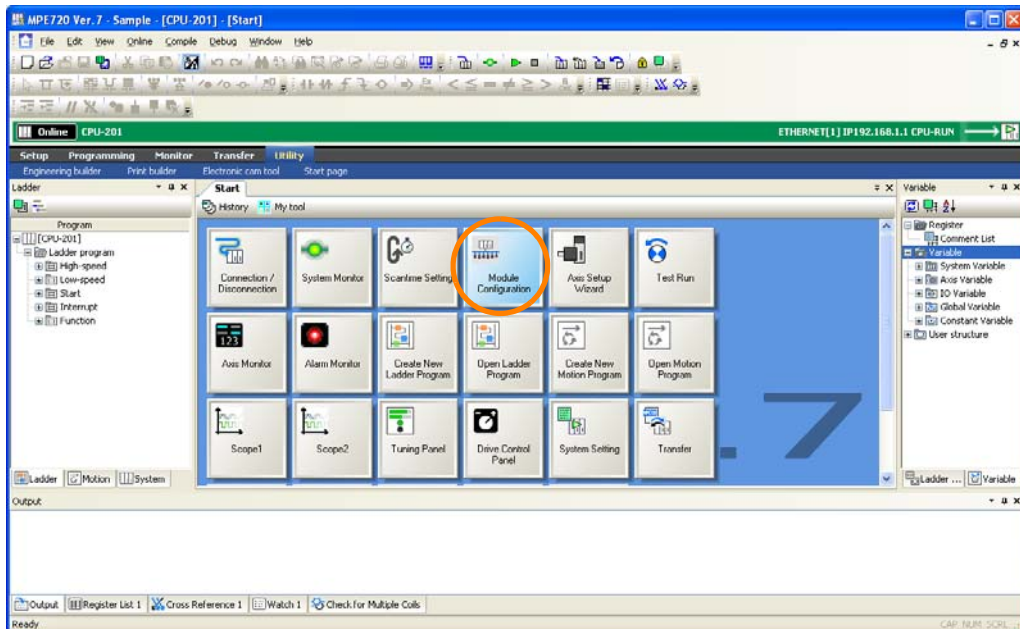 MPE720 Ver. 7 - Sample - [CPU-201] - [Start]
File Edit View Online Compile Debug Window Help
Online CPU-201 ETHERNET[1] IP192.168.1.1 CPU-RUN
Setup Programming Monitor Transfer Utility
Engineering builder Print builder Electronic cam tool Start page
Ladder
Program
[CPU-201]
Ladder program
High-speed
Low-speed
Start
Interrupt
Function
Ladder Motion System
Start
History My tool
Connection / Disconnection
System Monitor
Scantime Setting
Module Configuration
Axis Setup Wizard
Test Run
123
Axis Monitor
Alarm Monitor
Create New Ladder Program
Open Ladder Program
Create New Motion Program
Open Motion Program
Scope1
Scope2
Tuning Panel
Drive Control Panel
System Setting
Transfer
.7
Variable
Register
Comment List
Variable
System Variable
Axis Variable
IO Variable
Global Variable
Constant Variable
User structure
Ladder ... Variable
Output
Output Register List 1 Cross Reference 1 Watch 1 Check for Multiple Coils
Ready CAP NUM SCRL